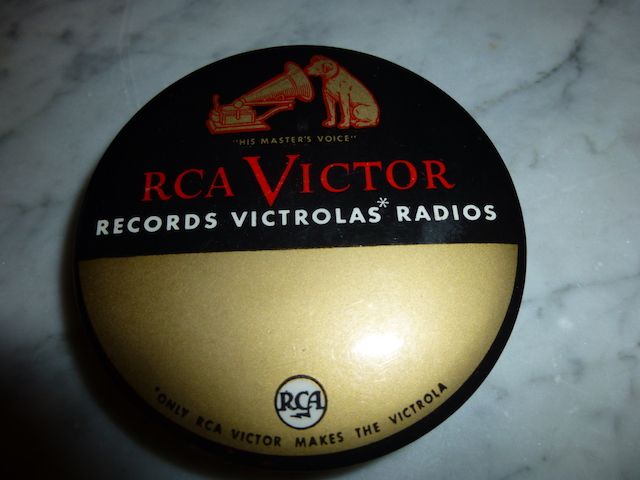 "HIS MASTER'S VOICE"
RCA VICTOR
RECORDS VICTROLAS* RADIOS
RCA
*ONLY RCA VICTOR MAKES THE VICTROLA